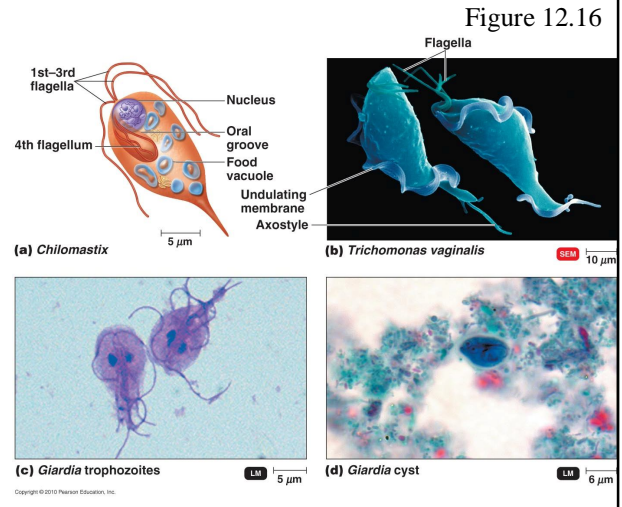 Figure 12.16
1st–3rd
flagella
4th flagellum
Nucleus
Oral
groove
Food
vacuole
(a) Chilomastix
5 μm
Flagella
Undulating
membrane
Axostyle
(b) Trichomonas vaginalis
SEM
10 μm
(c) Giardia trophozoites
LM
5 μm
(d) Giardia cyst
LM
6 μm
Copyright © 2010 Pearson Education, Inc.